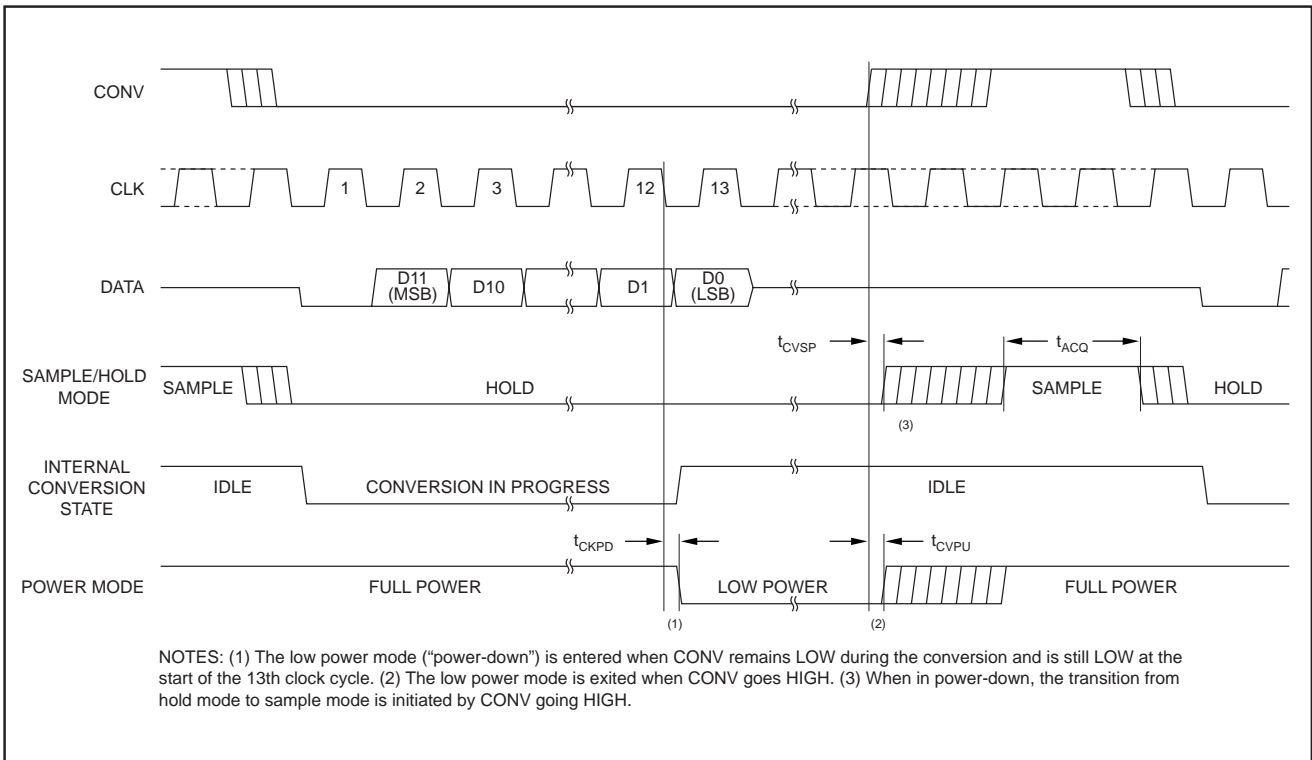 CONV
CLK
1 2 3 12 13
DATA
D11
(MSB)
D10
D1
D0
(LSB)
tCVSP
tACQ
SAMPLE/HOLD
MODE
SAMPLE
HOLD
SAMPLE
HOLD
(3)
INTERNAL
CONVERSION
STATE
IDLE
CONVERSION IN PROGRESS
IDLE
tCKPD
tCVPU
POWER MODE
FULL POWER
LOW POWER
FULL POWER
(1)
(2)
NOTES: (1) The low power mode (“power-down”) is entered when CONV remains LOW during the conversion and is still LOW at the
start of the 13th clock cycle. (2) The low power mode is exited when CONV goes HIGH. (3) When in power-down, the transition from
hold mode to sample mode is initiated by CONV going HIGH.